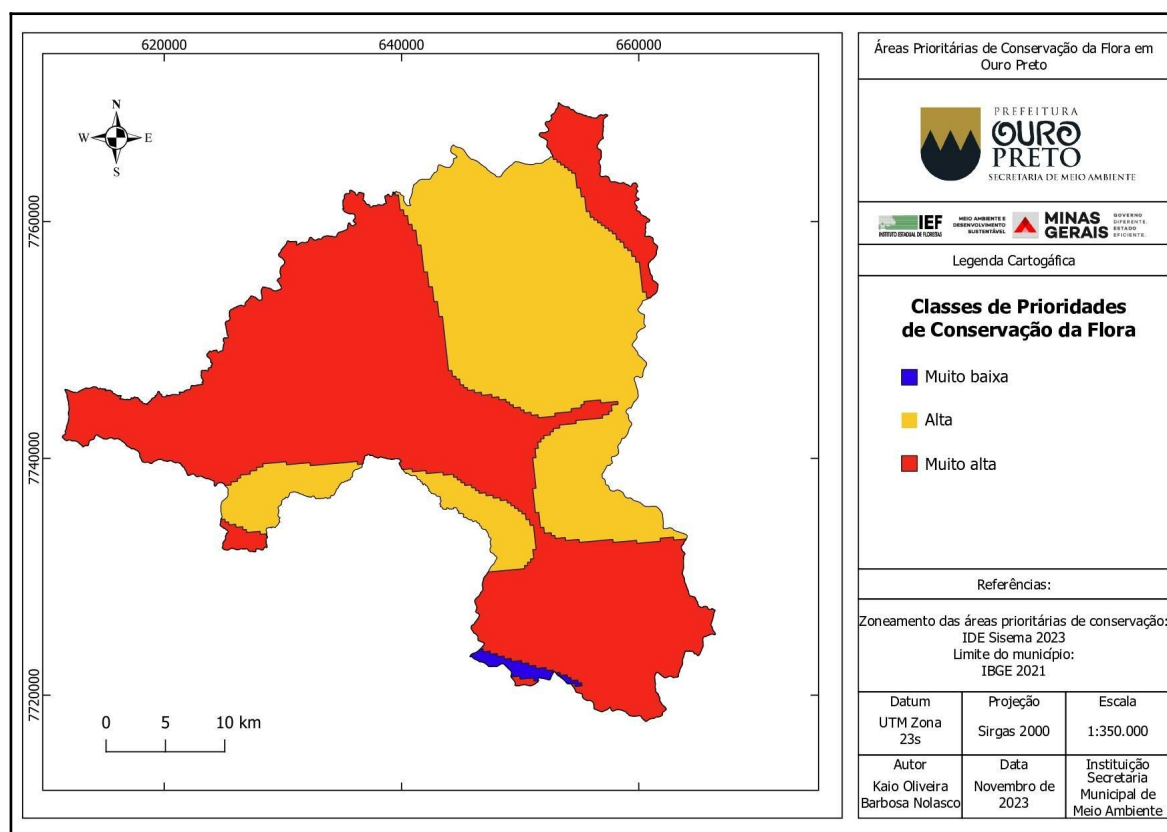 620000
640000
660000
N
W
E
S
7760000
7740000
7720000
0
5
10 km
Áreas Prioritárias de Conservação da Flora em
Ouro Preto
PREFEITURA
OURO
PRETO
SECRETARIA DE MEIO AMBIENTE
IEF
INSTITUTO ESTADUAL DE FLORESTAS
MEIO AMBIENTE E
DESENVOLVIMENTO
SUSTENTÁVEL
MINAS
GERAIS
GOVERNO
DIFERENTE.
ESTADO
EFICIENTE.
Legenda Cartogáfica
Classes de Prioridades
de Conservação da Flora
Muito baixa
Alta
Muito alta
Referências:
Zoneamento das áreas prioritárias de conservação:
IDE Sisema 2023
Limite do município:
IBGE 2021
Datum
UTM Zona
23s
Projeção
Sirgas 2000
Escala
1:350.000
Autor
Kaio Oliveira
Barbosa Nolasco
Data
Novembro de
2023
Instituição
Secretaria
Municipal de
Meio Ambiente